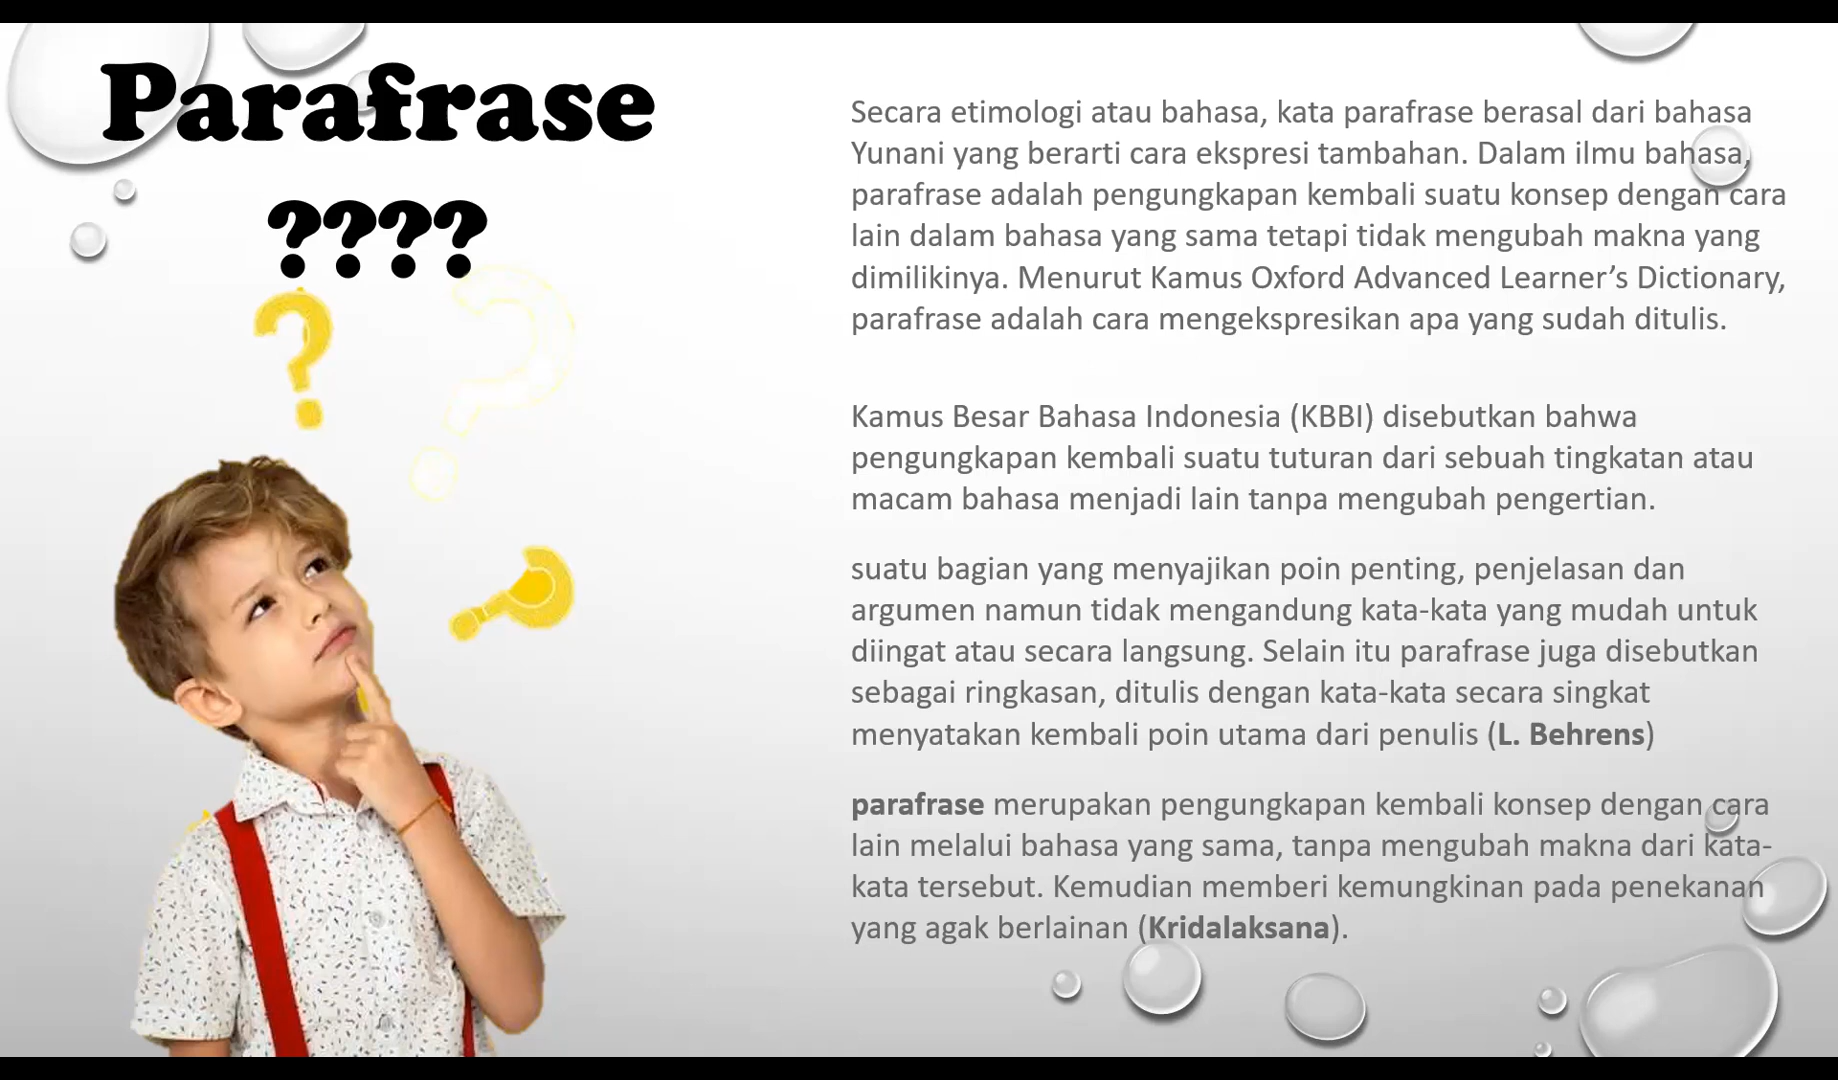 Parafrase
????
Secara etimologi atau bahasa, kata parafrase berasal dari bahasa
Yunani yang berarti cara ekspresi tambahan. Dalam ilmu bahasa,
parafrase adalah pengungkapan kembali suatu konsep dengan cara
lain dalam bahasa yang sama tetapi tidak mengubah makna yang
dimilikinya. Menurut Kamus Oxford Advanced Learner’s Dictionary,
parafrase adalah cara mengekspresikan apa yang sudah ditulis.
Kamus Besar Bahasa Indonesia (KBBI) disebutkan bahwa
pengungkapan kembali suatu tuturan dari sebuah tingkatan atau
macam bahasa menjadi lain tanpa mengubah pengertian.
suatu bagian yang menyajikan poin penting, penjelasan dan
argumen namun tidak mengandung kata-kata yang mudah untuk
diingat atau secara langsung. Selain itu parafrase juga disebutkan
sebagai ringkasan, ditulis dengan kata-kata secara singkat
menyatakan kembali poin utama dari penulis (L. Behrens)
parafrase merupakan pengungkapan kembali konsep dengan cara
lain melalui bahasa yang sama, tanpa mengubah makna dari kata-
kata tersebut. Kemudian memberi kemungkinan pada penekanan
yang agak berlainan (Kridalaksana).